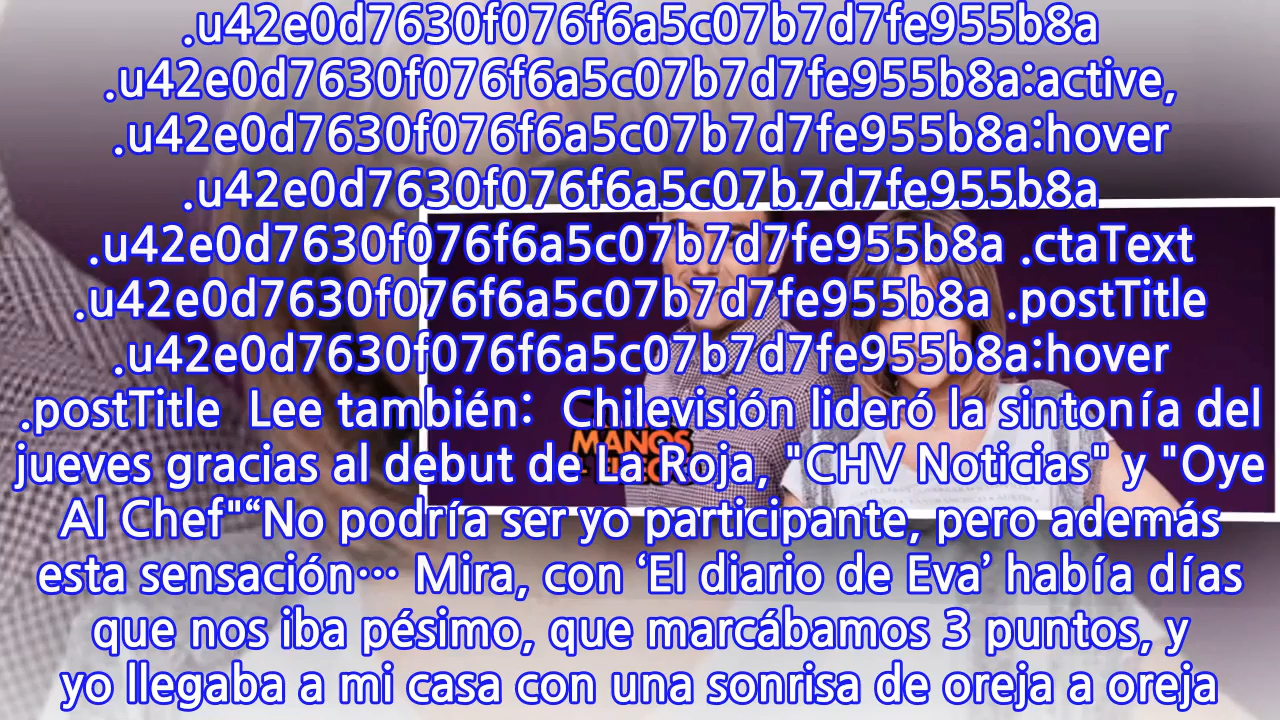 .u42e0d7630f076f6a5c07b7d7fe955b8a
.u42e0d7630f076f6a5c07b7d7fe955b8a:active,
.u42e0d7630f076f6a5c07b7d7fe955b8a:hover
.u42e0d7630f076f6a5c07b7d7fe955b8a
.u42e0d7630f076f6a5c07b7d7fe955b8a .ctaText
.u42e0d7630f076f6a5c07b7d7fe955b8a .postTitle
.u42e0d7630f076f6a5c07b7d7fe955b8a:hover
.postTitle  Lee también:  Chilevisión lideró la sintonía del
jueves gracias al debut de La Roja, "CHV Noticias" y "Oye
Al Chef"“No podría ser yo participante, pero además
esta sensación… Mira, con ‘El diario de Eva’ había días
que nos iba pésimo, que marcábamos 3 puntos, y
yo llegaba a mi casa con una sonrisa de oreja a oreja
MANOS